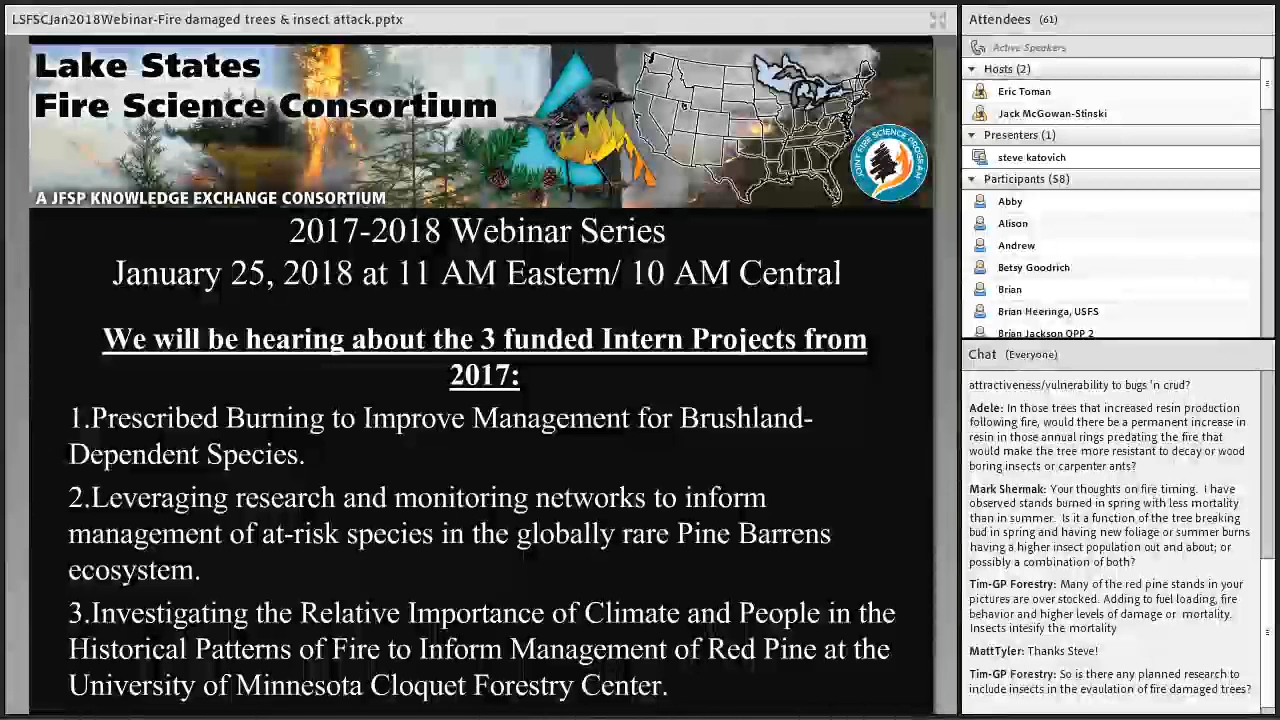 LSFSCJan2018Webinar-Fire damaged trees & insect attack.pptx
Lake States
Fire Science Consortium
JOINT FIRE SCIENCE PROGRAM
A JFSP KNOWLEDGE EXCHANGE CONSORTIUM
2017-2018 Webinar Series
January 25, 2018 at 11 AM Eastern/ 10 AM Central
We will be hearing about the 3 funded Intern Projects from
2017:
1.Prescribed Burning to Improve Management for Brushland-
Dependent Species.
2.Leveraging research and monitoring networks to inform
management of at-risk species in the globally rare Pine Barrens
ecosystem.
3.Investigating the Relative Importance of Climate and People in the
Historical Patterns of Fire to Inform Management of Red Pine at the
University of Minnesota Cloquet Forestry Center.
Attendees (61)
Active Speakers
Hosts (2)
Eric Toman
Jack McGowan-Stinski
Presenters (1)
steve katovich
Participants (58)
Abby
Alison
Andrew
Betsy Goodrich
Brian
Brian Heeringa, USFS
Brian Jackson OPP 2
Chat (Everyone)
attractiveness/vulnerability to bugs 'n crud?
Adele: In those trees that increased resin production
following fire, would there be a permanent increase in
resin in those annual rings predating the fire that
would make the tree more resistant to decay or wood
boring insects or carpenter ants?
Mark Shermak: Your thoughts on fire timing. I have
observed stands burned in spring with less mortality
than in summer. Is it a function of the tree breaking
bud in spring and having new foliage or summer burns
having a higher insect population out and about; or
possibly a combination of both?
Tim-GP Forestry: Many of the red pine stands in your
pictures are over stocked. Adding to fuel loading, fire
behavior and higher levels of damage or mortality.
Insects intesify the mortality
MattTyler: Thanks Steve!
Tim-GP Forestry: So is there any planned research to
include insects in the evaulation of fire damaged trees?